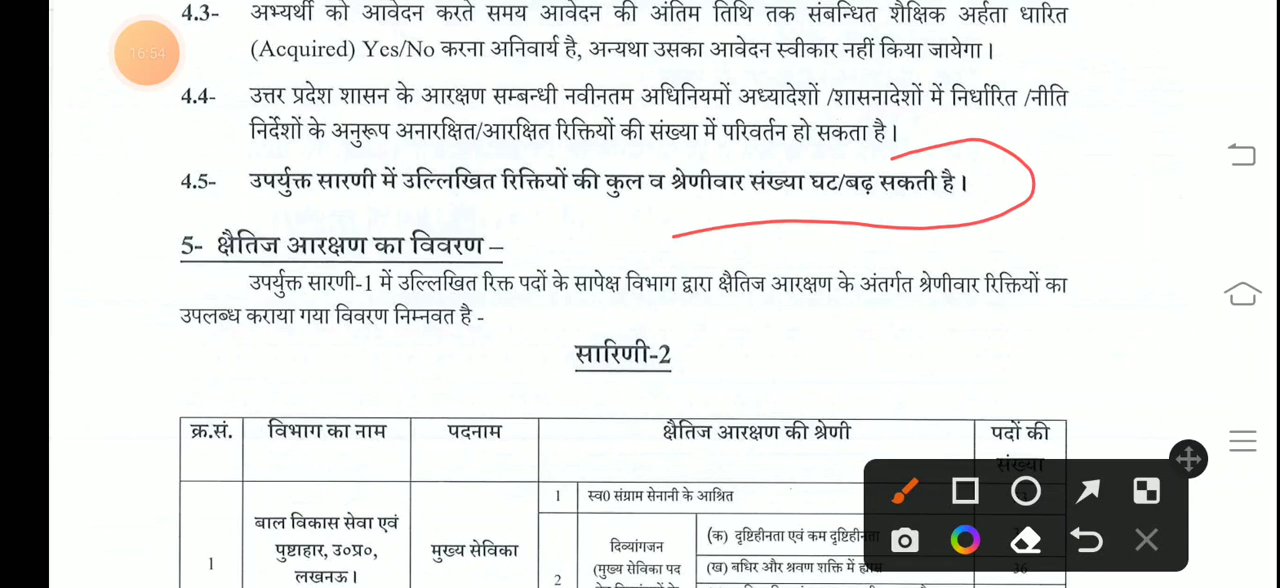 4.3- अभ्यर्थी को आवेदन करते समय आवेदन की अंतिम तिथि तक संबन्धित शैक्षिक अर्हता धारित
(Acquired) Yes/No करना अनिवार्य है, अन्यथा उसका आवेदन स्वीकार नहीं किया जायेगा।
16:54
4.4- उत्तर प्रदेश शासन के आरक्षण सम्बन्धी नवीनतम अधिनियमों अध्यादेशों /शासनादेशों में निर्धारित /नीति
निर्देशों के अनुरूप अनारक्षित/आरक्षित रिक्तियों की संख्या में परिवर्तन हो सकता है।
4.5- उपर्युक्त सारणी में उल्लिखित रिक्तियों की कुल व श्रेणीवार संख्या घट/बढ़ सकती है।
5- क्षैतिज आरक्षण का विवरण –
उपर्युक्त सारणी-1 में उल्लिखित रिक्त पदों के सापेक्ष विभाग द्वारा क्षैतिज आरक्षण के अंतर्गत श्रेणीवार रिक्तियों का
उपलब्ध कराया गया विवरण निम्नवत है -
सारिणी-2
क्र.सं. विभाग का नाम पदनाम क्षैतिज आरक्षण की श्रेणी पदों की
संख्या
1 स्व0 संग्राम सेनानी के आश्रित
बाल विकास सेवा एवं
पुष्टाहार, उ०प्र०,
लखनऊ।
1 मुख्य सेविका
2 दिव्यांगजन
(मुख्य सेविका पद
(क) दृष्टिहीनता एवं कम दृष्टिहीनता
(ख) बधिर और श्रवण शक्ति में ह्रास 36